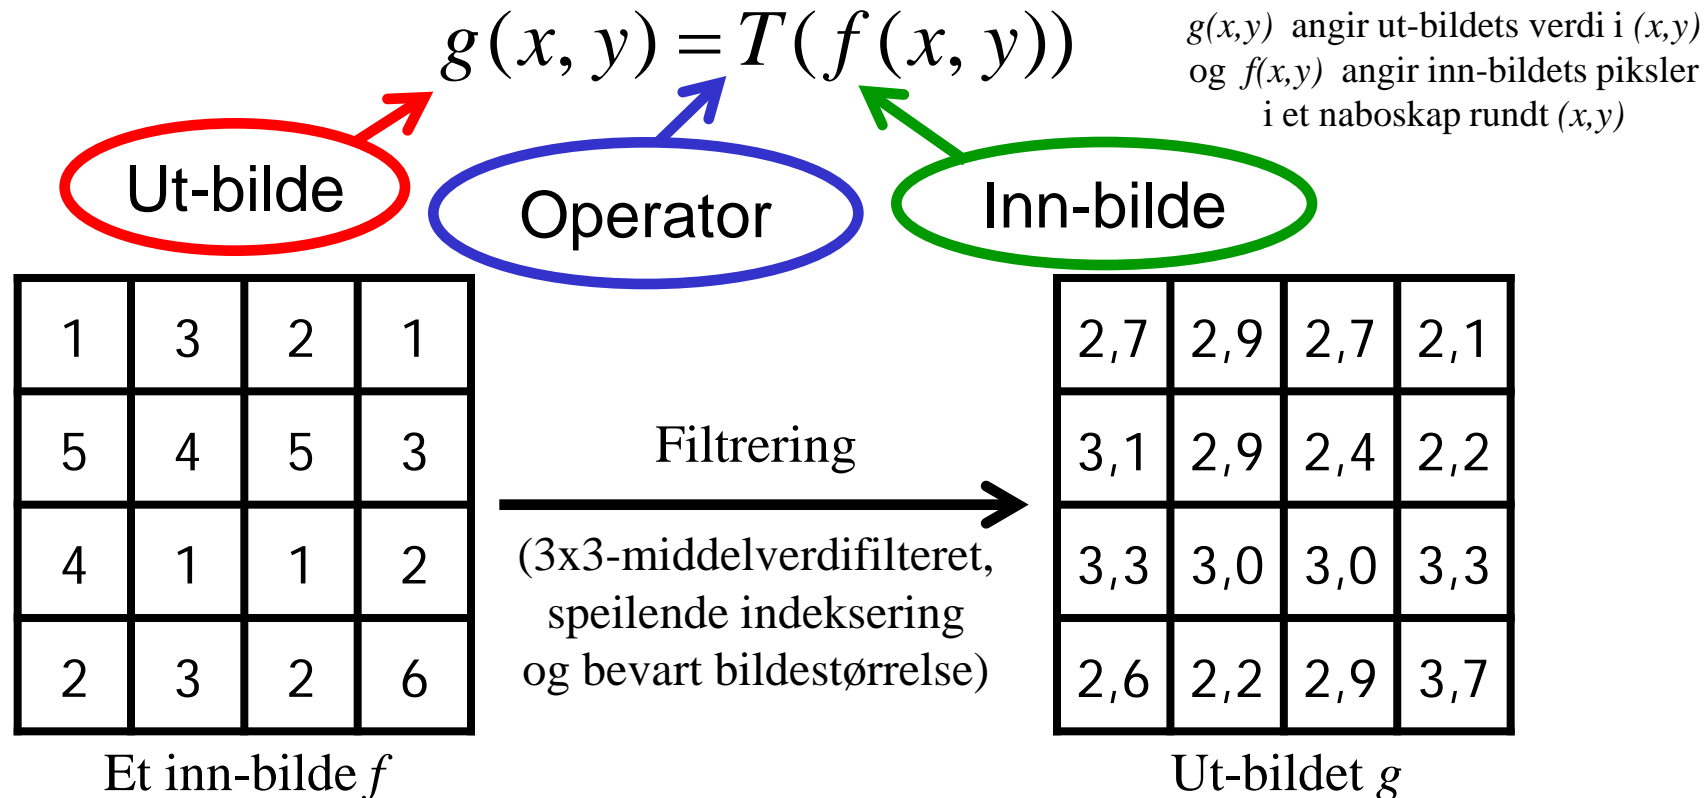 g(x, y) = T(f(x, y))
g(x,y) angir ut-bildets verdi i (x,y)
og f(x,y) angir inn-bildets piksler
i et naboskap rundt (x,y)
Ut-bilde
Operator
Inn-bilde
1 3 2 1
5 4 5 3
4 1 1 2
2 3 2 6
Et inn-bilde f
Filtrering
(3x3-middelverdifilteret,
speilende indeksering
og bevart bildestørrelse)
2,7 2,9 2,7 2,1
3,1 2,9 2,4 2,2
3,3 3,0 3,0 3,3
2,6 2,2 2,9 3,7
Ut-bildet g